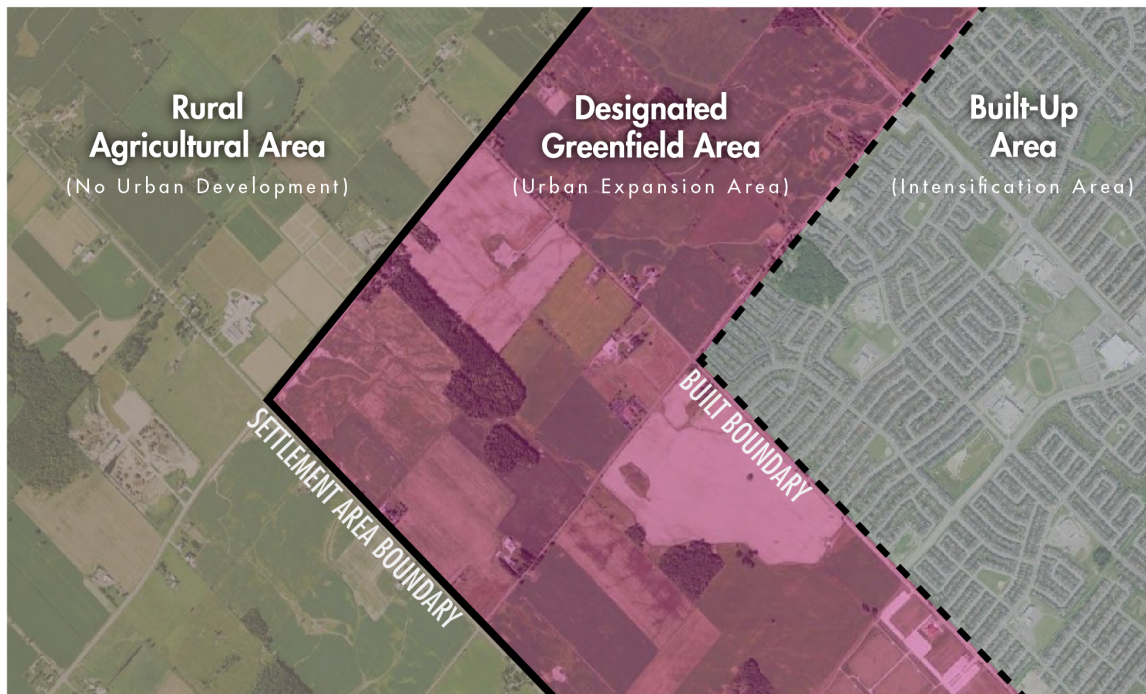 Rural
Agricultural Area
(No Urban Development)
Designated
Greenfield Area
(Urban Expansion Area)
Built-Up
Area
(Intensification Area)
BUILT BOUNDARY
SETTLEMENT AREA BOUNDARY